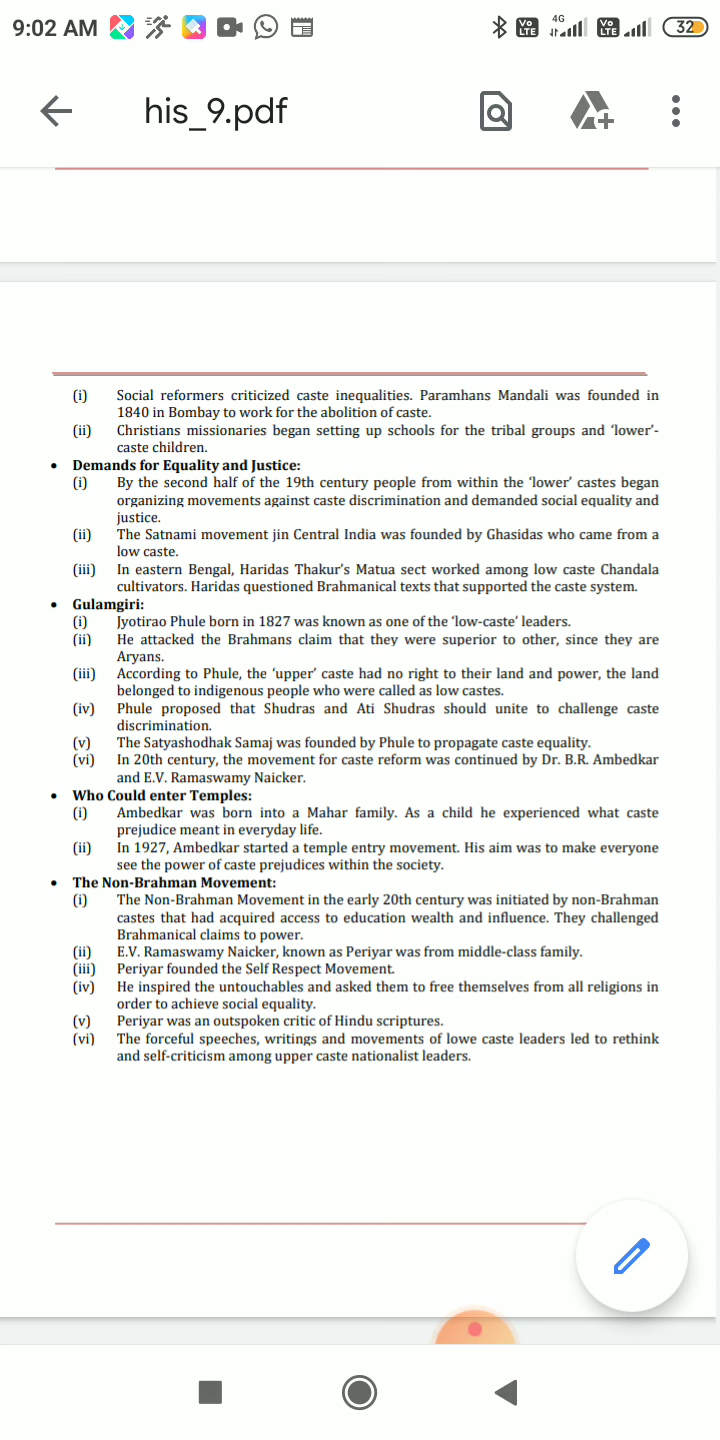 9:02 AM
Vo LTE 4G Vo LTE 32
his_9.pdf
(i) Social reformers criticized caste inequalities. Paramhans Mandali was founded in
1840 in Bombay to work for the abolition of caste.
(ii) Christians missionaries began setting up schools for the tribal groups and ‘lower’-
caste children.
• Demands for Equality and Justice:
(i) By the second half of the 19th century people from within the ‘lower’ castes began
organizing movements against caste discrimination and demanded social equality and
justice.
(ii) The Satnami movement jin Central India was founded by Ghasidas who came from a
low caste.
(iii) In eastern Bengal, Haridas Thakur’s Matua sect worked among low caste Chandala
cultivators. Haridas questioned Brahmanical texts that supported the caste system.
• Gulamgiri:
(i) Jyotirao Phule born in 1827 was known as one of the ‘low-caste’ leaders.
(ii) He attacked the Brahmans claim that they were superior to other, since they are
Aryans.
(iii) According to Phule, the ‘upper’ caste had no right to their land and power, the land
belonged to indigenous people who were called as low castes.
(iv) Phule proposed that Shudras and Ati Shudras should unite to challenge caste
discrimination.
(v) The Satyashodhak Samaj was founded by Phule to propagate caste equality.
(vi) In 20th century, the movement for caste reform was continued by Dr. B.R. Ambedkar
and E.V. Ramaswamy Naicker.
• Who Could enter Temples:
(i) Ambedkar was born into a Mahar family. As a child he experienced what caste
prejudice meant in everyday life.
(ii) In 1927, Ambedkar started a temple entry movement. His aim was to make everyone
see the power of caste prejudices within the society.
• The Non-Brahman Movement:
(i) The Non-Brahman Movement in the early 20th century was initiated by non-Brahman
castes that had acquired access to education wealth and influence. They challenged
Brahmanical claims to power.
(ii) E.V. Ramaswamy Naicker, known as Periyar was from middle-class family.
(iii) Periyar founded the Self Respect Movement.
(iv) He inspired the untouchables and asked them to free themselves from all religions in
order to achieve social equality.
(v) Periyar was an outspoken critic of Hindu scriptures.
(vi) The forceful speeches, writings and movements of lowe caste leaders led to rethink
and self-criticism among upper caste nationalist leaders.